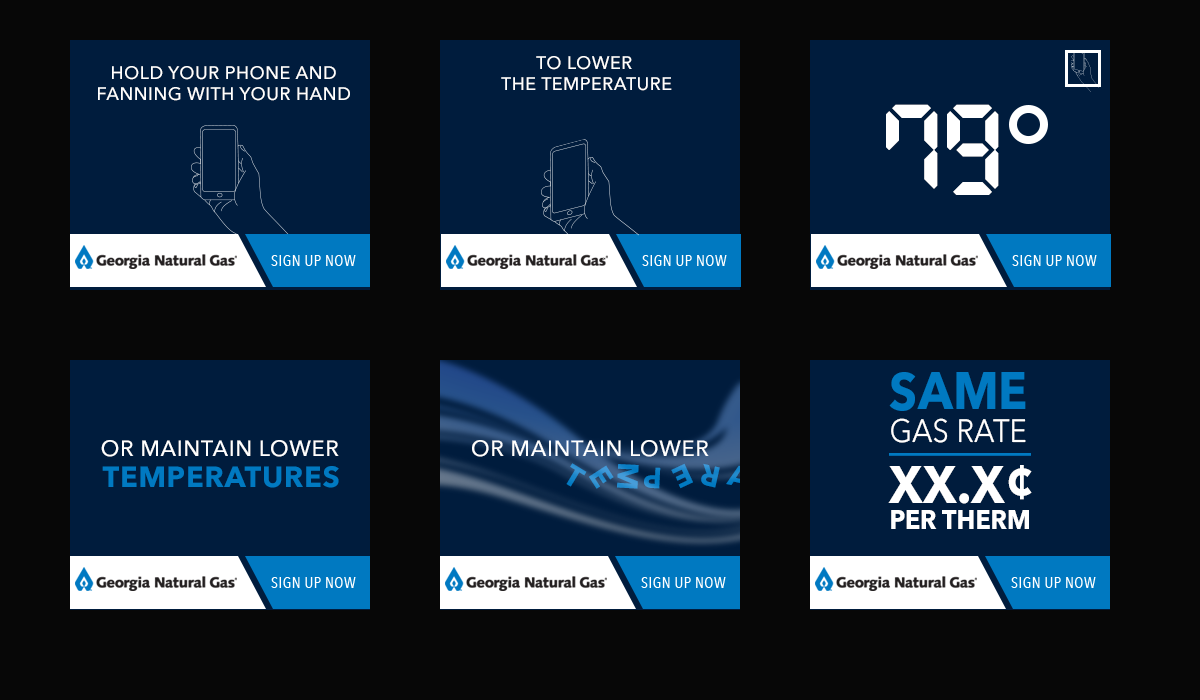 HOLD YOUR PHONE AND
FANNING WITH YOUR HAND
Georgia Natural Gas®
SIGN UP NOW
TO LOWER
THE TEMPERATURE
Georgia Natural Gas®
SIGN UP NOW
79°
Georgia Natural Gas®
SIGN UP NOW
OR MAINTAIN LOWER
TEMPERATURES
Georgia Natural Gas®
SIGN UP NOW
OR MAINTAIN LOWER
TEMPERA
Georgia Natural Gas®
SIGN UP NOW
SAME
GAS RATE
XX.X¢
PER THERM
Georgia Natural Gas®
SIGN UP NOW